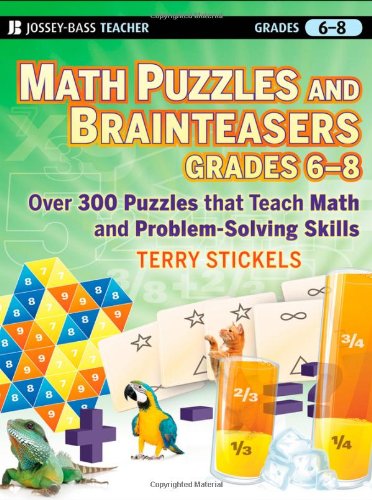 JOSSEY-BASS TEACHER
GRADES 6–8
MATH PUZZLES AND
BRAINTEASERS
GRADES 6–8
Over 300 Puzzles that Teach Math
and Problem-Solving Skills
TERRY STICKELS
2/3
1/3
3/4
1/4